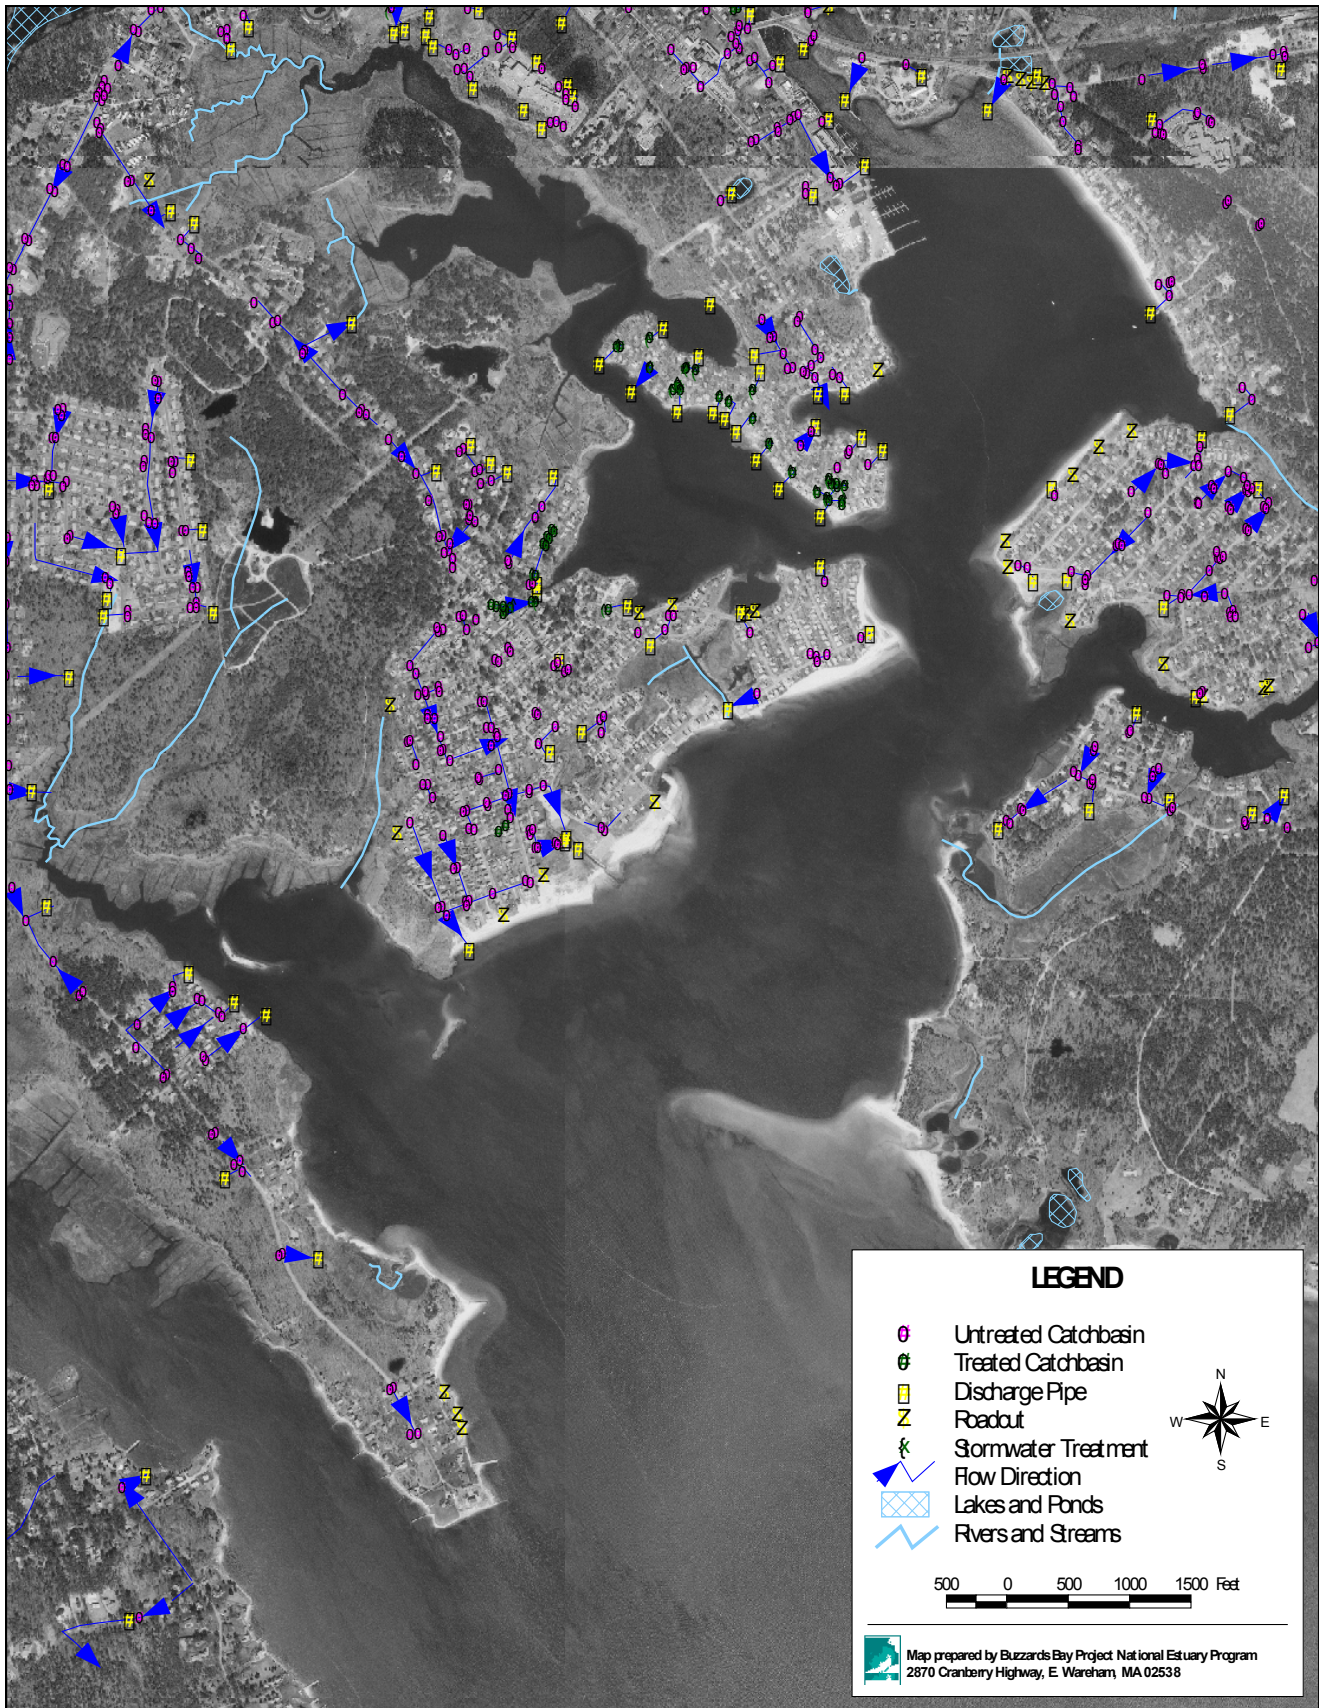 LEGEND
Untreated Catchbasin
Treated Catchbasin
Discharge Pipe
Roadcut
Stormwater Treatment
Flow Direction
Lakes and Ponds
Rivers and Streams
N
W E
S
500 0 500 1000 1500 Feet
Map prepared by Buzzards Bay Project National Estuary Program
2870 Cranberry Highway, E. Wareham, MA 02538